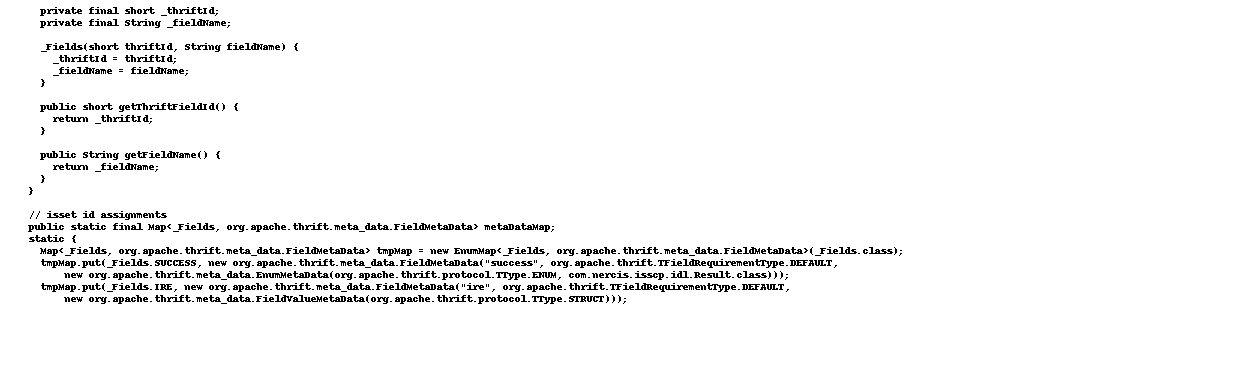 private final short _thriftId;
private final String _fieldName;
_Fields(short thriftId, String fieldName) {
_thriftId = thriftId;
_fieldName = fieldName;
}
public short getThriftFieldId() {
return _thriftId;
}
public String getFieldName() {
return _fieldName;
}
}
// isset id assignments
public static final Map<_Fields, org.apache.thrift.meta_data.FieldMetaData> metaDataMap;
static {
Map<_Fields, org.apache.thrift.meta_data.FieldMetaData> tmpMap = new EnumMap<_Fields, org.apache.thrift.meta_data.FieldMetaData>(_Fields.class);
tmpMap.put(_Fields.SUCCESS, new org.apache.thrift.meta_data.FieldMetaData("success", org.apache.thrift.TFieldRequirementType.DEFAULT,
new org.apache.thrift.meta_data.EnumMetaData(org.apache.thrift.protocol.TType.ENUM, com.nercis.isscp.idl.Result.class)));
tmpMap.put(_Fields.IRE, new org.apache.thrift.meta_data.FieldMetaData("ire", org.apache.thrift.TFieldRequirementType.DEFAULT,
new org.apache.thrift.meta_data.FieldValueMetaData(org.apache.thrift.protocol.TType.STRUCT)));